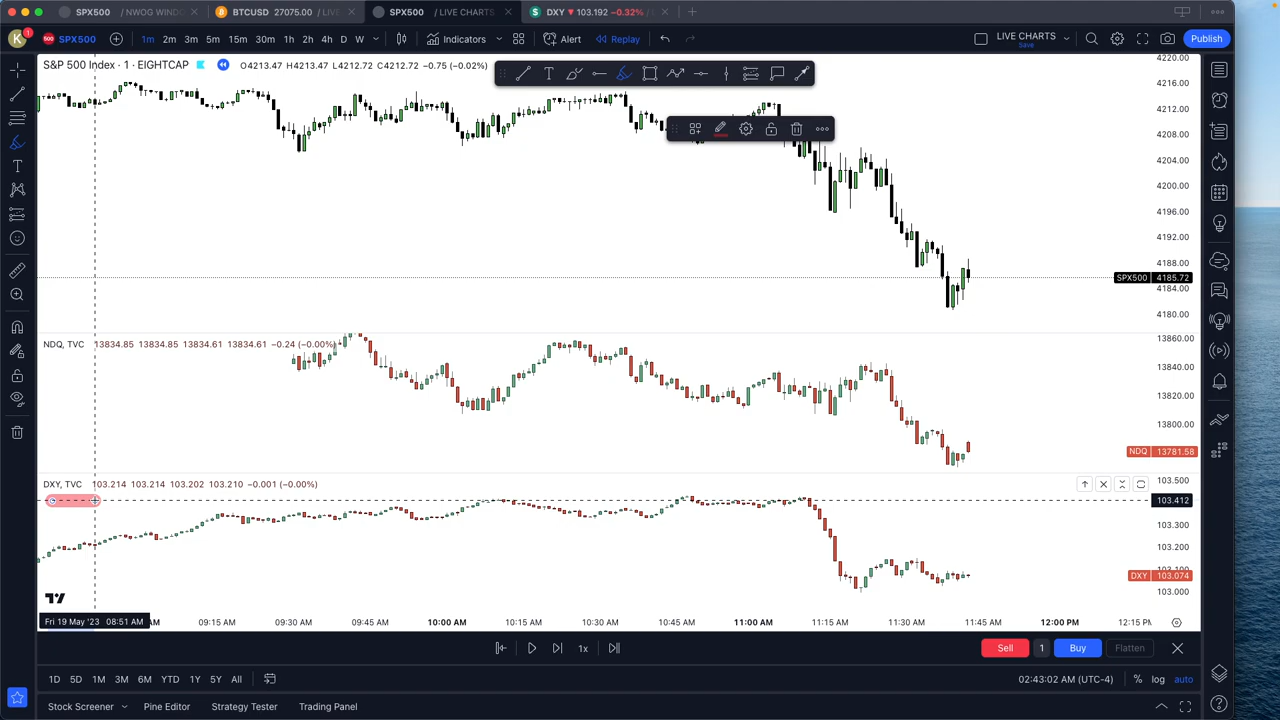 SPX500 / NWOG WINDO
BTCUSD 27075.00 / LIVE
SPX500 / LIVE CHARTS
DXY ▼ 103.192 −0.32% / L
K 1
500 SPX500
1m 2m 3m 5m 15m 30m 1h 2h 4h D W
Indicators
Alert
Replay
LIVE CHARTS
Save
Publish
S&P 500 Index · 1 · EIGHTCAP
O4213.47 H4213.47 L4212.72 C4212.72 −0.75 (−0.02%)
4220.00
4216.00
4212.00
4208.00
4204.00
4200.00
4196.00
4192.00
4188.00
SPX500 4185.72
4184.00
4180.00
NDQ, TVC 13834.85 13834.85 13834.61 13834.61 −0.24 (−0.00%)
13860.00
13840.00
13820.00
13800.00
NDQ 13781.58
DXY, TVC 103.214 103.214 103.202 103.210 −0.001 (−0.00%)
103.500
103.412
103.300
103.200
103.100
DXY 103.074
103.000
Fri 19 May '23 08:51 AM
09:15 AM 09:30 AM 09:45 AM 10:00 AM 10:15 AM 10:30 AM 10:45 AM 11:00 AM 11:15 AM 11:30 AM 11:45 AM 12:00 PM 12:15 PM
1x
Sell 1 Buy Flatten
1D 5D 1M 3M 6M YTD 1Y 5Y All
02:43:02 AM (UTC-4) % log auto
Stock Screener Pine Editor Strategy Tester Trading Panel